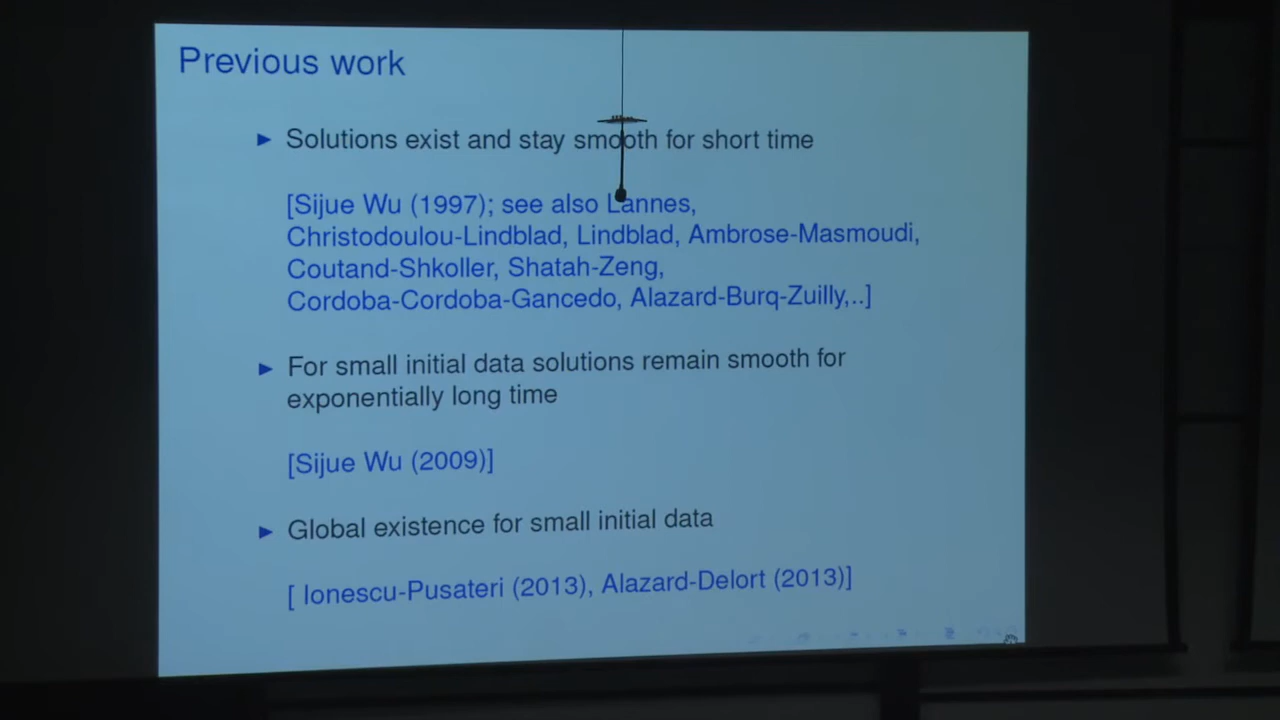 Previous work
Solutions exist and stay smooth for short time
[Sijue Wu (1997); see also Lannes,
Christodoulou-Lindblad, Lindblad, Ambrose-Masmoudi,
Coutand-Shkoller, Shatah-Zeng,
Cordoba-Cordoba-Gancedo, Alazard-Burq-Zuilly,..]
For small initial data solutions remain smooth for
exponentially long time
[Sijue Wu (2009)]
Global existence for small initial data
[ Ionescu-Pusateri (2013), Alazard-Delort (2013)]